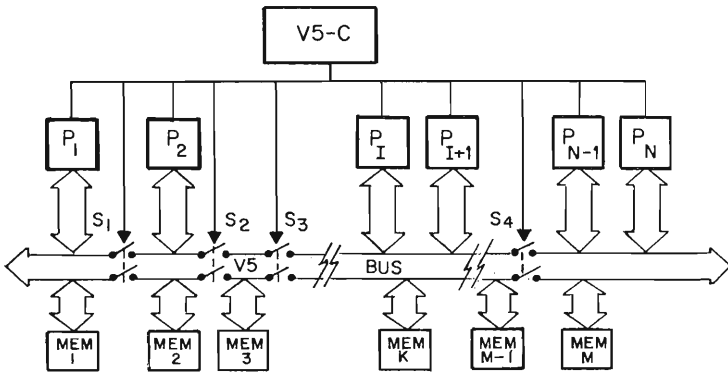 V5-C
P1 P2 PI PI+1 PN-1 PN
S1 S2 S3 S4
V5 BUS
MEM MEM MEM MEM MEM MEM
1 2 3 K M-1 M